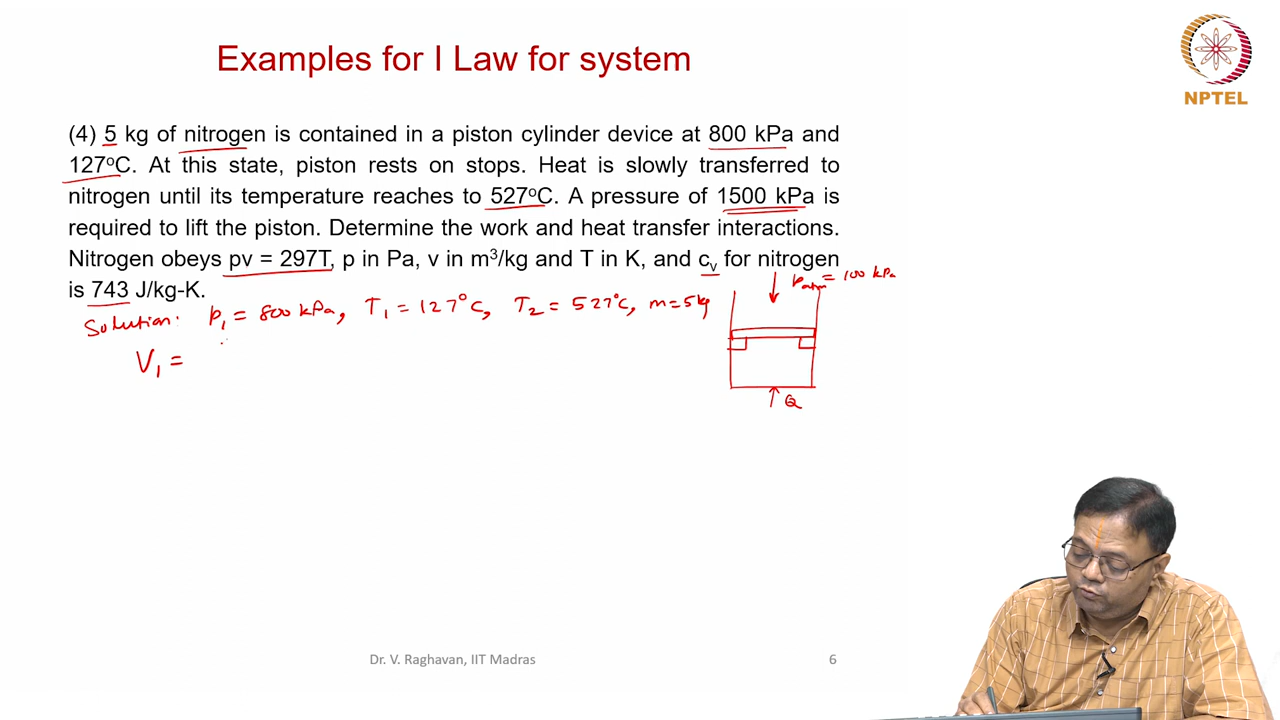 Examples for I Law for system
NPTEL
(4) 5 kg of nitrogen is contained in a piston cylinder device at 800 kPa and
127°C. At this state, piston rests on stops. Heat is slowly transferred to
nitrogen until its temperature reaches to 527°C. A pressure of 1500 kPa is
required to lift the piston. Determine the work and heat transfer interactions.
Nitrogen obeys pv = 297T, p in Pa, v in m³/kg and T in K, and cᵥ for nitrogen
is 743 J/kg-K.
Patm = 100 kPa
Solution: P₁ = 800 kPa, T₁ = 127°C, T₂ = 527°C, m = 5 kg
V₁ =
Q
Dr. V. Raghavan, IIT Madras
6